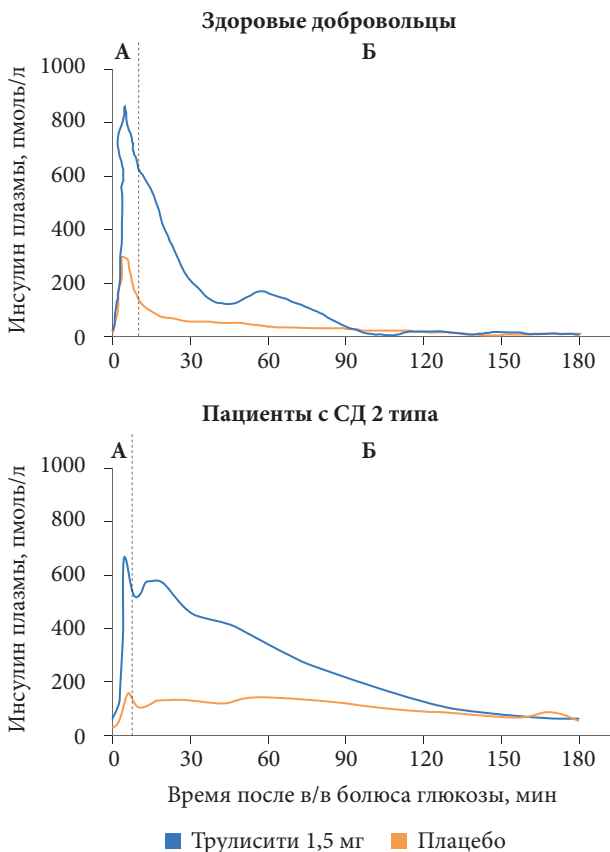 Здоровые добровольцы
А Б
Инсулин плазмы, пмоль/л
1000
800
600
400
200
0
0 30 60 90 120 150 180
Пациенты с СД 2 типа
А Б
Инсулин плазмы, пмоль/л
1000
800
600
400
200
0
0 30 60 90 120 150 180
Время после в/в болюса глюкозы, мин
Трулисити 1,5 мг Плацебо